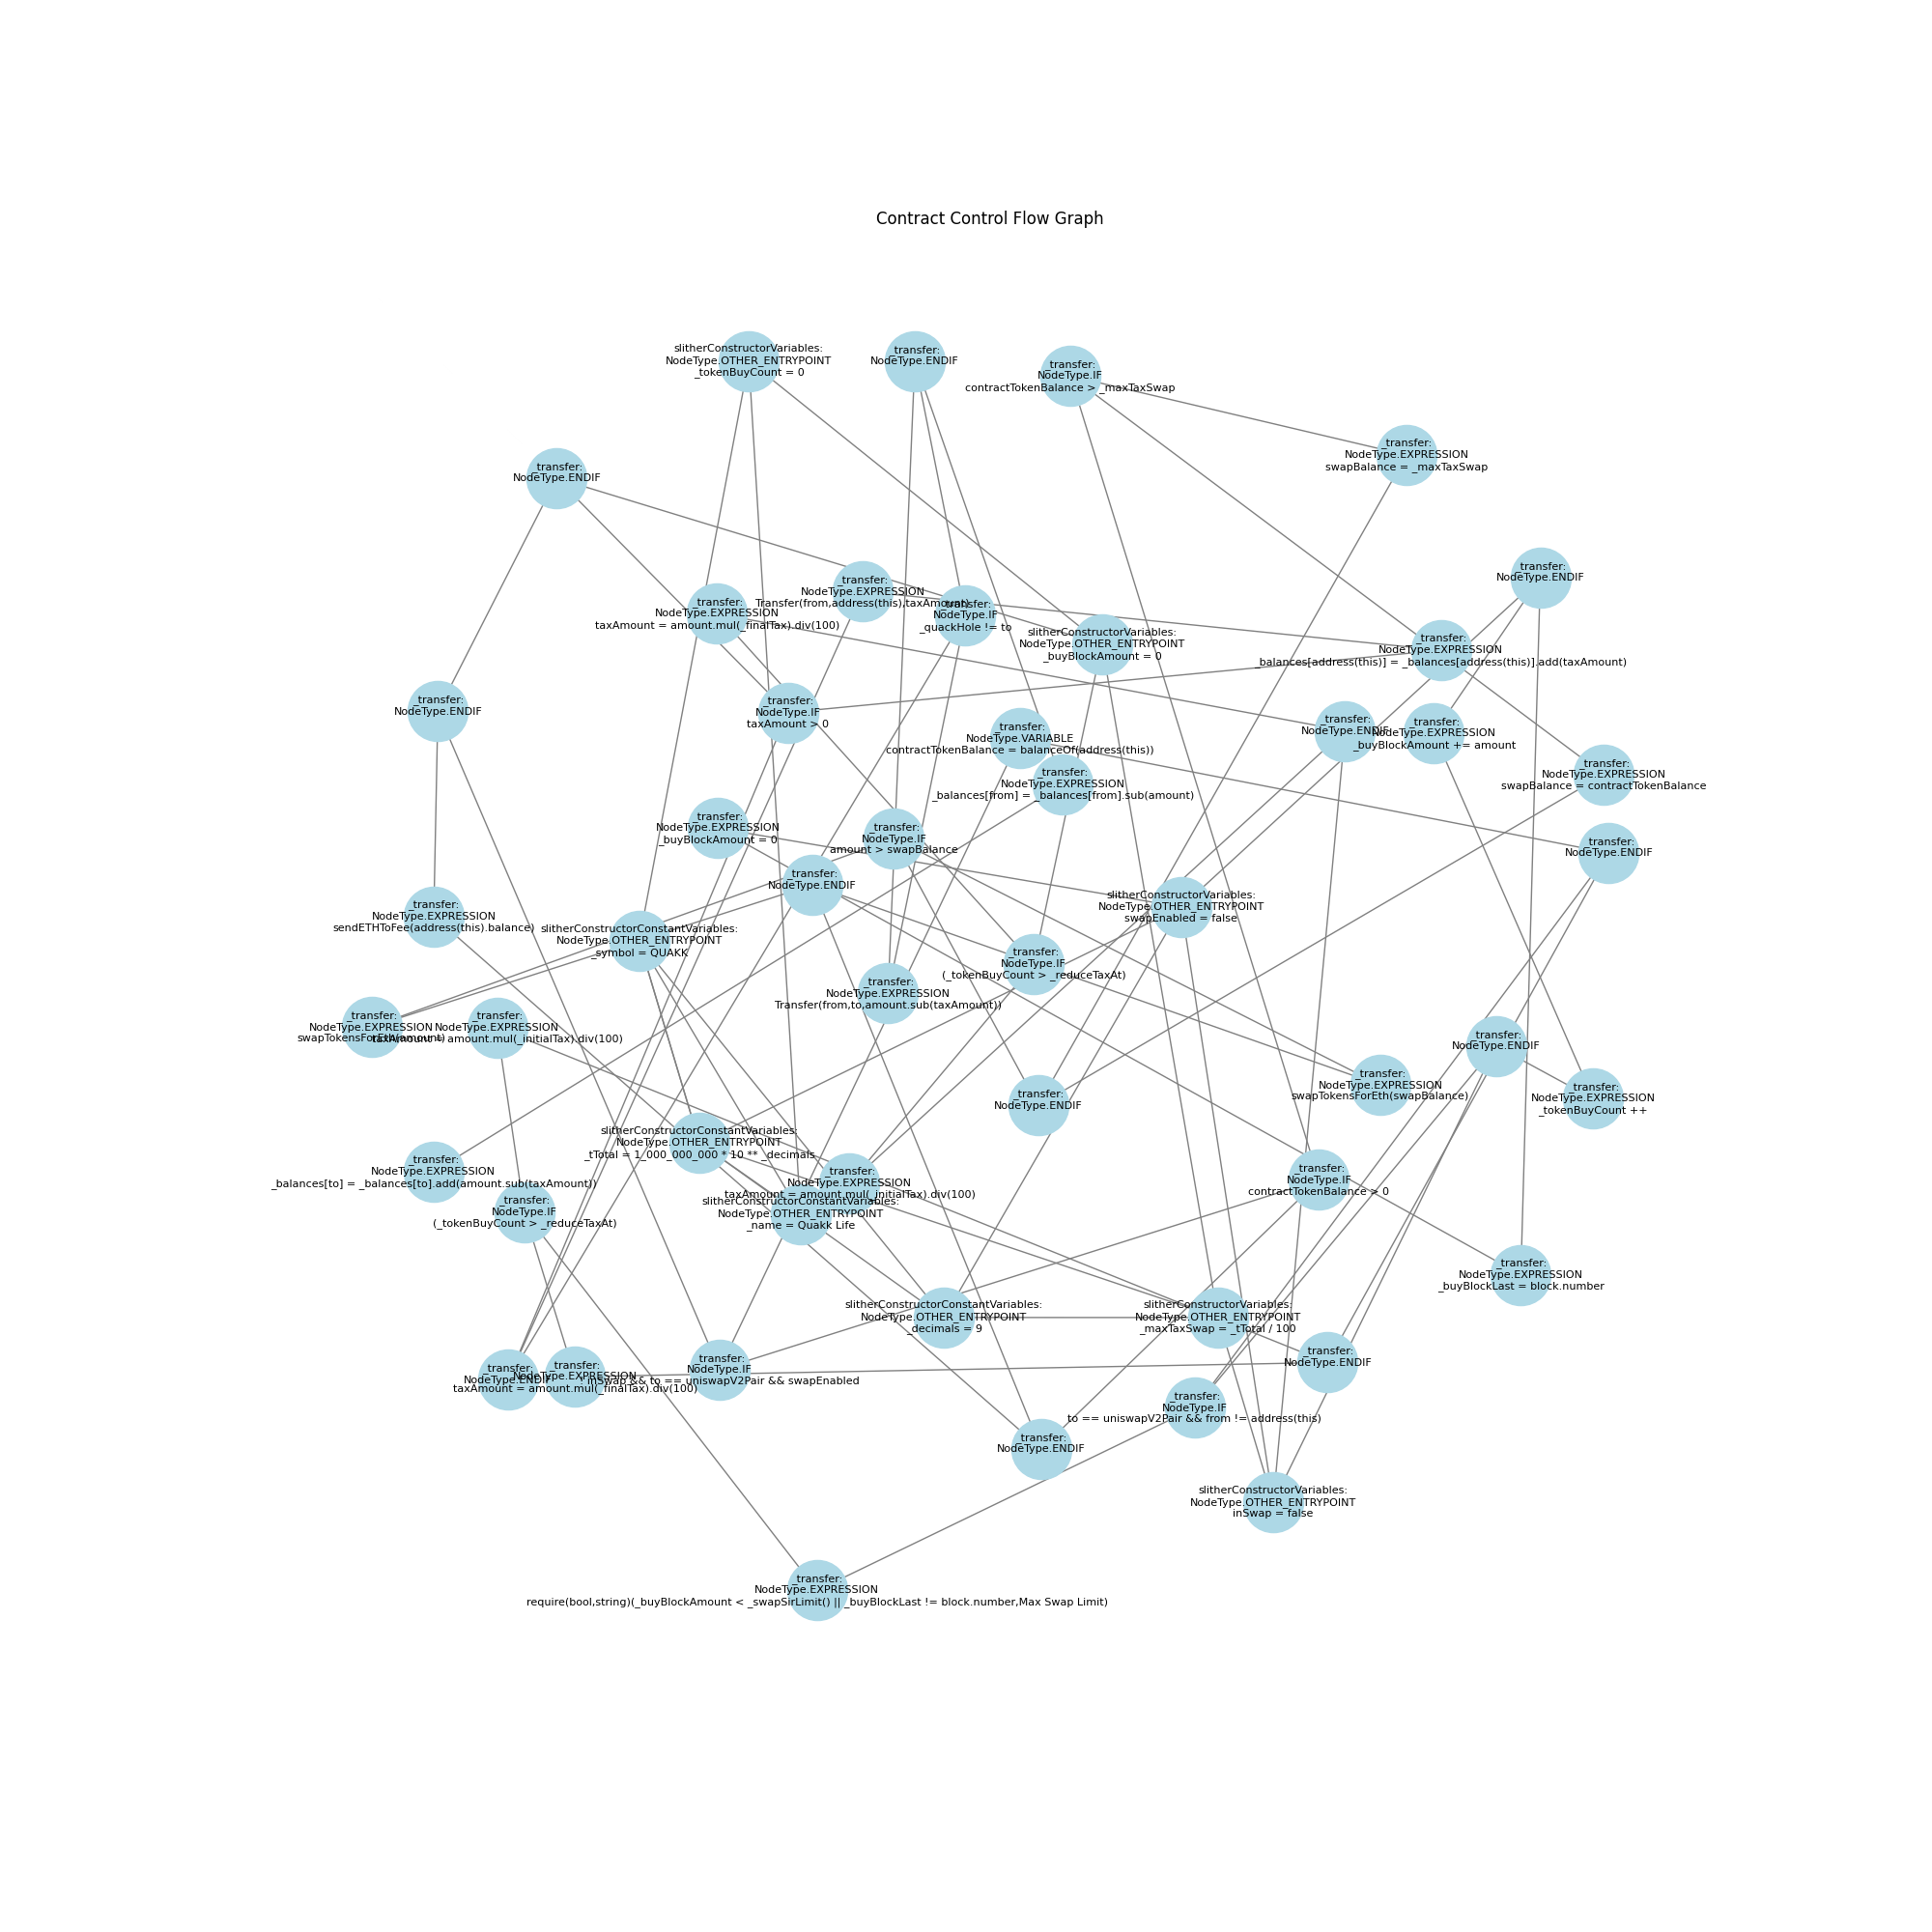 Contract Control Flow Graph
slitherConstructorVariables:
NodeType.OTHER_ENTRYPOINT
_tokenBuyCount = 0
_transfer:
NodeType.ENDIF
_transfer:
NodeType.IF
contractTokenBalance > _maxTaxSwap
_transfer:
NodeType.EXPRESSION
swapBalance = _maxTaxSwap
_transfer:
NodeType.ENDIF
_transfer:
NodeType.ENDIF
_transfer:
NodeType.EXPRESSION
Transfer(from,address(this),taxAmount)
_transfer:
NodeType.EXPRESSION
taxAmount = amount.mul(_finalTax).div(100)
_transfer:
NodeType.IF
_quackHole != to
slitherConstructorVariables:
NodeType.OTHER_ENTRYPOINT
_buyBlockAmount = 0
_transfer:
NodeType.EXPRESSION
_balances[address(this)] = _balances[address(this)].add(taxAmount)
_transfer:
NodeType.ENDIF
_transfer:
NodeType.IF
taxAmount > 0
_transfer:
NodeType.VARIABLE
contractTokenBalance = balanceOf(address(this))
_transfer:
NodeType.ENDIF
_transfer:
NodeType.EXPRESSION
_buyBlockAmount += amount
_transfer:
NodeType.EXPRESSION
swapBalance = contractTokenBalance
_transfer:
NodeType.EXPRESSION
_balances[from] = _balances[from].sub(amount)
_transfer:
NodeType.EXPRESSION
_buyBlockAmount = 0
_transfer:
NodeType.IF
amount > swapBalance
_transfer:
NodeType.ENDIF
_transfer:
NodeType.ENDIF
slitherConstructorVariables:
NodeType.OTHER_ENTRYPOINT
swapEnabled = false
_transfer:
NodeType.EXPRESSION
sendETHToFee(address(this).balance)
slitherConstructorConstantVariables:
NodeType.OTHER_ENTRYPOINT
_symbol = QUAKK
_transfer:
NodeType.IF
(_tokenBuyCount > _reduceTaxAt)
_transfer:
NodeType.EXPRESSION
Transfer(from,to,amount.sub(taxAmount))
_transfer:
NodeType.EXPRESSION
swapTokensForEth(amount)
_transfer:
NodeType.EXPRESSION
taxAmount = amount.mul(_initialTax).div(100)
_transfer:
NodeType.ENDIF
_transfer:
NodeType.EXPRESSION
swapTokensForEth(swapBalance)
_transfer:
NodeType.EXPRESSION
_tokenBuyCount ++
_transfer:
NodeType.ENDIF
slitherConstructorConstantVariables:
NodeType.OTHER_ENTRYPOINT
_tTotal = 1_000_000_000 * 10 ** _decimals
_transfer:
NodeType.EXPRESSION
_balances[to] = _balances[to].add(amount.sub(taxAmount))
_transfer:
NodeType.EXPRESSION
taxAmount = amount.mul(_initialTax).div(100)
_transfer:
NodeType.IF
contractTokenBalance > 0
_transfer:
NodeType.IF
(_tokenBuyCount > _reduceTaxAt)
slitherConstructorConstantVariables:
NodeType.OTHER_ENTRYPOINT
_name = Quakk Life
_transfer:
NodeType.EXPRESSION
_buyBlockLast = block.number
slitherConstructorConstantVariables:
NodeType.OTHER_ENTRYPOINT
_decimals = 9
slitherConstructorVariables:
NodeType.OTHER_ENTRYPOINT
_maxTaxSwap = _tTotal / 100
_transfer:
NodeType.ENDIF
_transfer:
NodeType.ENDIF
_transfer:
NodeType.EXPRESSION
taxAmount = amount.mul(_finalTax).div(100)
_transfer:
NodeType.IF
! inSwap && to == uniswapV2Pair && swapEnabled
_transfer:
NodeType.IF
to == uniswapV2Pair && from != address(this)
_transfer:
NodeType.ENDIF
slitherConstructorVariables:
NodeType.OTHER_ENTRYPOINT
inSwap = false
_transfer:
NodeType.EXPRESSION
require(bool,string)(_buyBlockAmount < _swapSirLimit() || _buyBlockLast != block.number,Max Swap Limit)